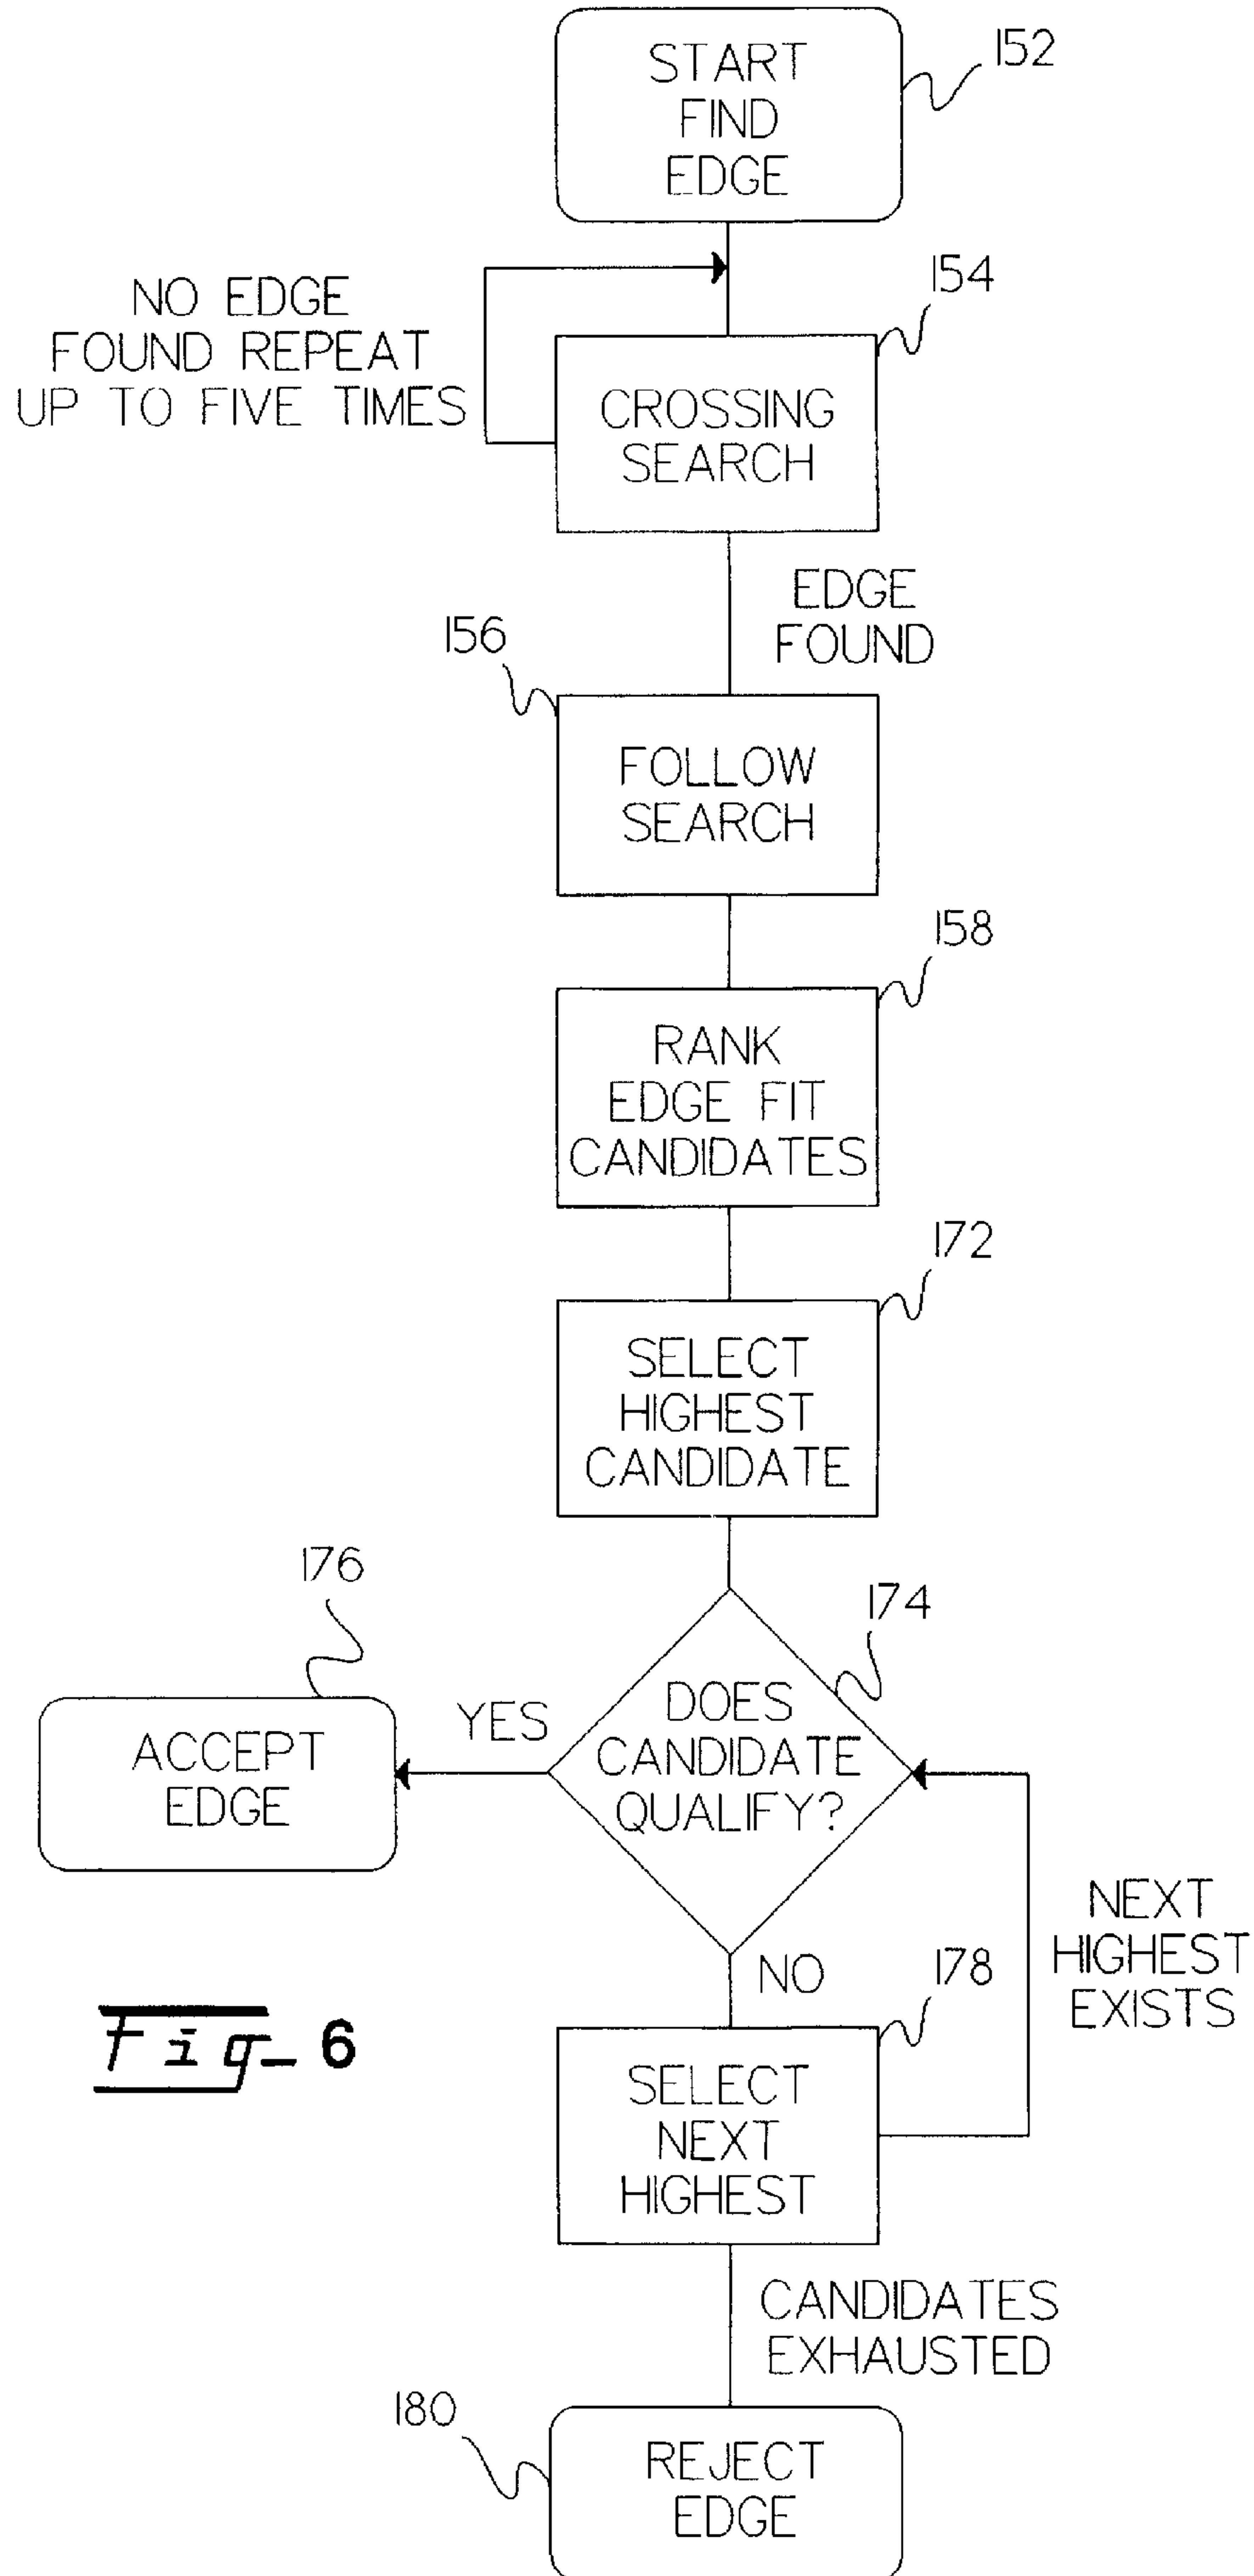 START
FIND
EDGE
152
NO EDGE
FOUND REPEAT
UP TO FIVE TIMES
154
CROSSING
SEARCH
EDGE
FOUND
156
FOLLOW
SEARCH
158
RANK
EDGE FIT
CANDIDATES
172
SELECT
HIGHEST
CANDIDATE
176
174
ACCEPT
EDGE
YES
DOES
CANDIDATE
QUALIFY?
NEXT
HIGHEST
EXISTS
NO
178
Fig_ 6
SELECT
NEXT
HIGHEST
CANDIDATES
EXHAUSTED
180
REJECT
EDGE